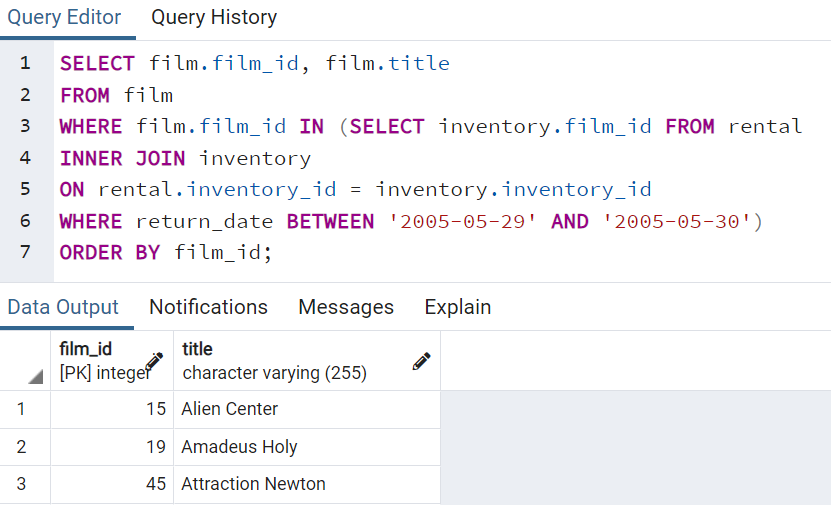 Query Editor Query History
1 SELECT film.film_id, film.title
2 FROM film
3 WHERE film.film_id IN (SELECT inventory.film_id FROM rental
4 INNER JOIN inventory
5 ON rental.inventory_id = inventory.inventory_id
6 WHERE return_date BETWEEN '2005-05-29' AND '2005-05-30')
7 ORDER BY film_id;
Data Output Notifications Messages Explain
film_id title
[PK] integer character varying (255)
1 15 Alien Center
2 19 Amadeus Holy
3 45 Attraction Newton